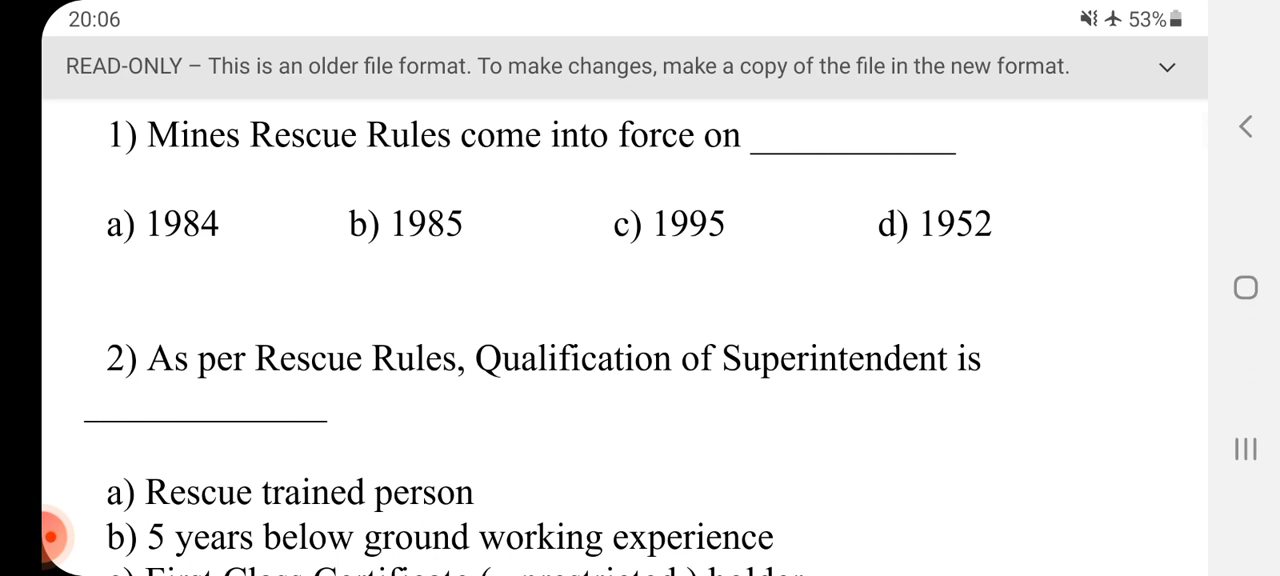 20:06
53%
READ-ONLY – This is an older file format. To make changes, make a copy of the file in the new format.
1) Mines Rescue Rules come into force on ___________
a) 1984 b) 1985 c) 1995 d) 1952
2) As per Rescue Rules, Qualification of Superintendent is
_____________
a) Rescue trained person
b) 5 years below ground working experience